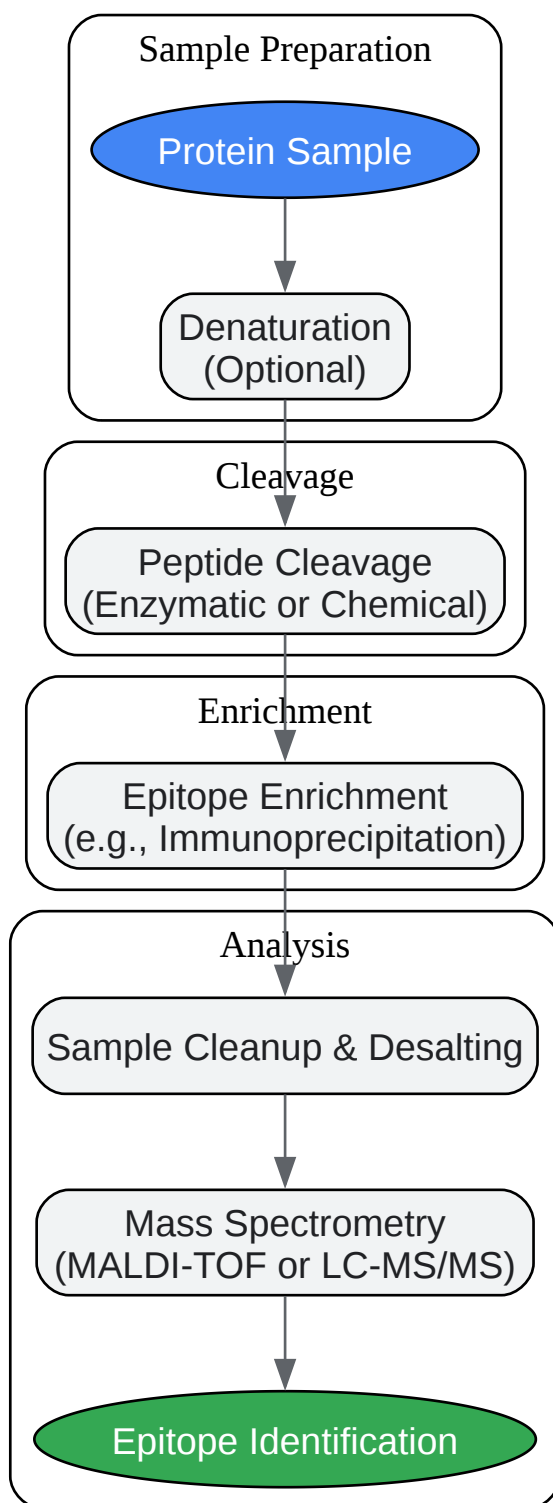 Sample Preparation
Protein Sample
Denaturation
(Optional)
Cleavage
Peptide Cleavage
(Enzymatic or Chemical)
Enrichment
Epitope Enrichment
(e.g., Immunoprecipitation)
Analysis
Sample Cleanup & Desalting
Mass Spectrometry
(MALDI-TOF or LC-MS/MS)
Epitope Identification